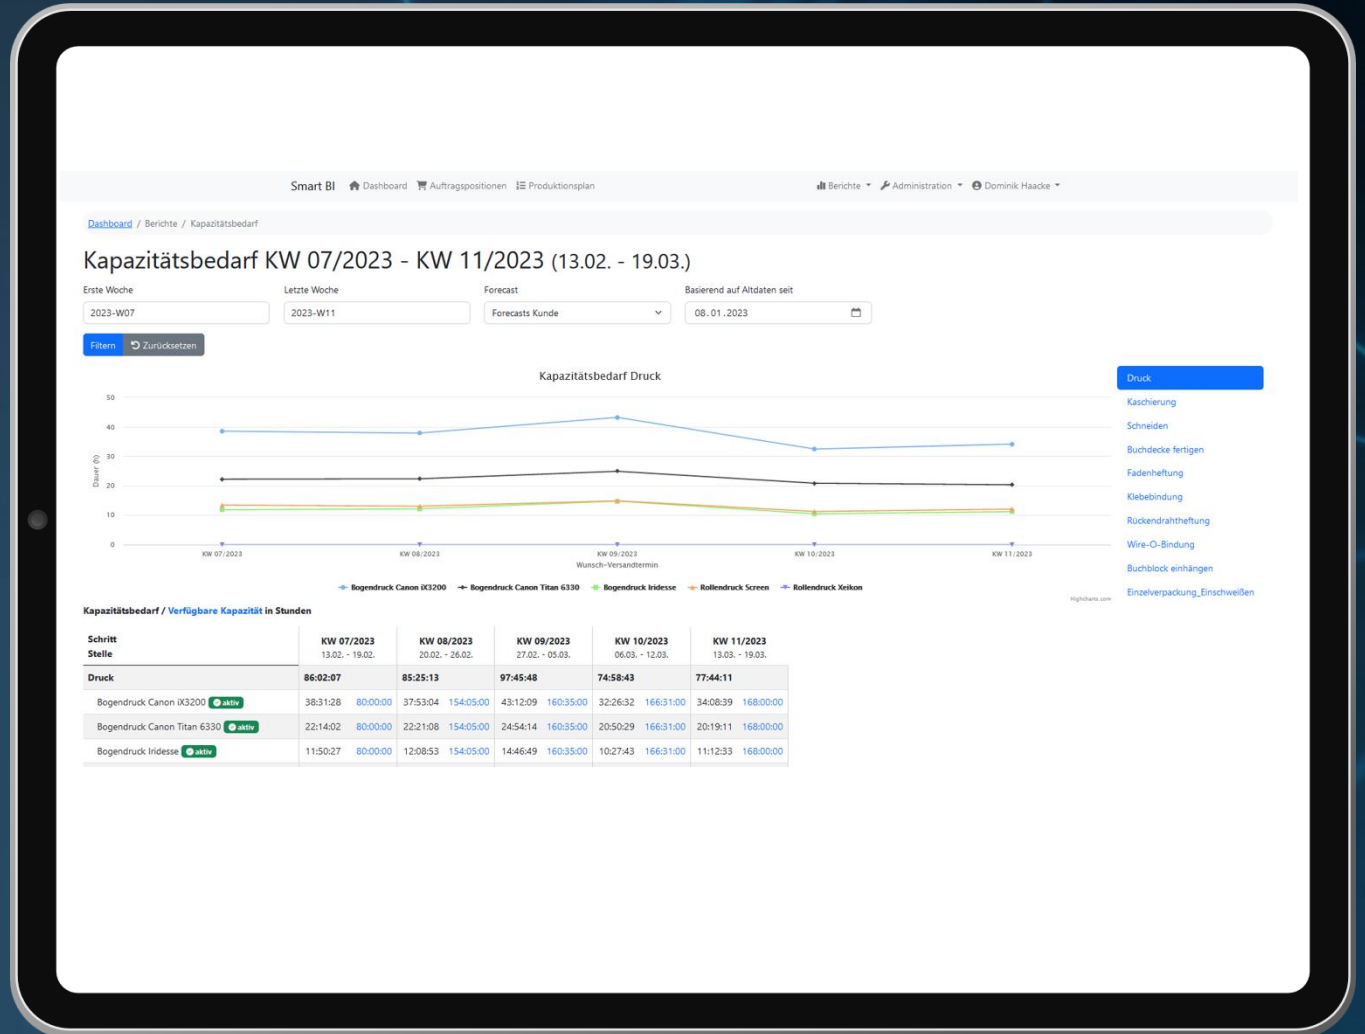 Smart BI Dashboard Auftragspositionen Produktionsplan Berichte Administration Dominik Haacke
Dashboard / Berichte / Kapazitätsbedarf
Kapazitätsbedarf KW 07/2023 - KW 11/2023 (13.02. - 19.03.)
Erste Woche Letzte Woche Forecast Basierend auf Altdaten seit
2023-W07 2023-W11 Forecasts Kunde 08.01.2023
Filtern Zurücksetzen
Kapazitätsbedarf Druck
50
40
30
20
10
0
Dauer (h)
KW 07/2023 KW 08/2023 KW 09/2023 KW 10/2023 KW 11/2023
Wunsch-Versandtermin
Bogendruck Canon iX3200 Bogendruck Canon Titan 6330 Bogendruck Iridesse Rollendruck Screen Rollendruck Xeikon
Highcharts.com
Druck
Kaschierung
Schneiden
Buchdecke fertigen
Fadenheftung
Klebebindung
Rückendrahtheftung
Wire-O-Bindung
Buchblock einhängen
Einzelverpackung_Einschweißen
Kapazitätsbedarf / Verfügbare Kapazität in Stunden
Schritt KW 07/2023 KW 08/2023 KW 09/2023 KW 10/2023 KW 11/2023
Stelle 13.02. - 19.02. 20.02. - 26.02. 27.02. - 05.03. 06.03. - 12.03. 13.03. - 19.03.
Druck 86:02:07 85:25:13 97:45:48 74:58:43 77:44:11
Bogendruck Canon iX3200 aktiv 38:31:28 80:00:00 37:53:04 154:05:00 43:12:09 160:35:00 32:26:32 166:31:00 34:08:39 168:00:00
Bogendruck Canon Titan 6330 aktiv 22:14:02 80:00:00 22:21:08 154:05:00 24:54:14 160:35:00 20:50:29 166:31:00 20:19:11 168:00:00
Bogendruck Iridesse aktiv 11:50:27 80:00:00 12:08:53 154:05:00 14:46:49 160:35:00 10:27:43 166:31:00 11:12:33 168:00:00